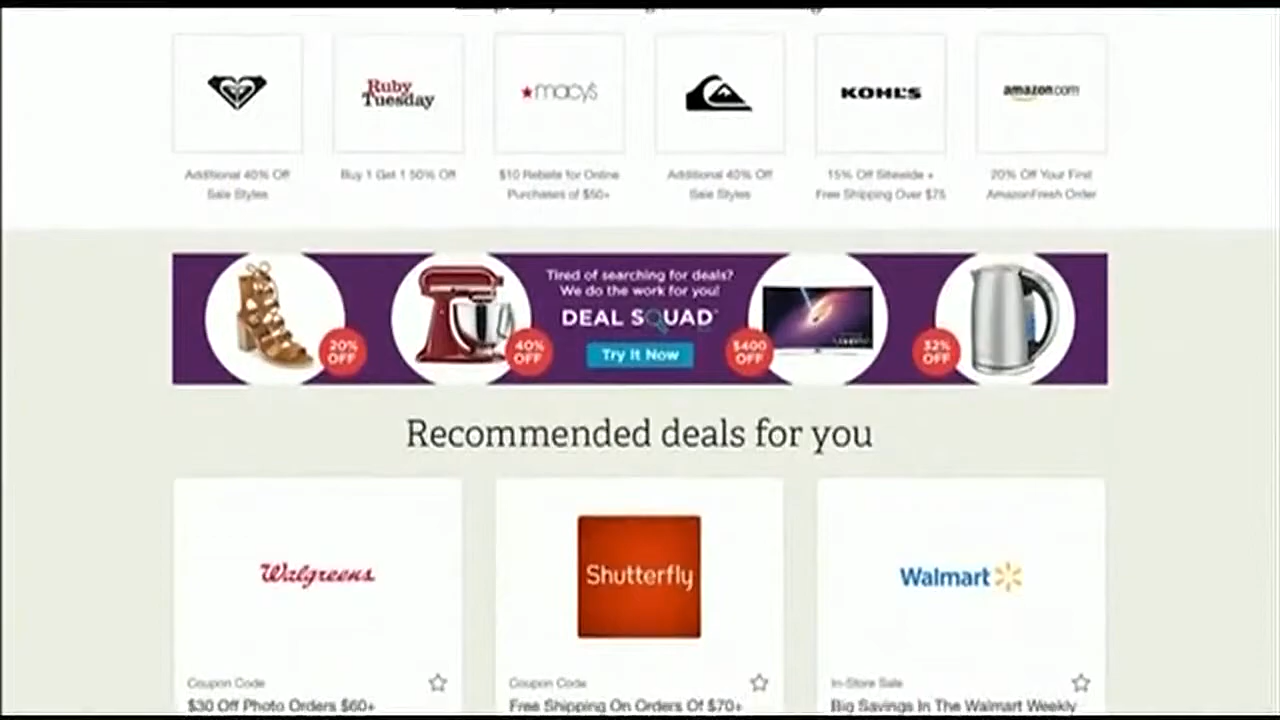 Ruby
Tuesday
macy's
KOHL'S
amazon.com
Additional 40% Off
Sale Styles
Buy 1 Get 1 50% Off
$10 Rebate for Online
Purchases of $50+
Additional 40% Off
Sale Styles
15% Off Sitewide +
Free Shipping Over $75
20% Off Your First
AmazonFresh Order
20%
OFF
40%
OFF
Tired of searching for deals?
We do the work for you!
DEAL SQUAD
Try It Now
$400
OFF
32%
OFF
Recommended deals for you
Walgreens
Shutterfly
Walmart
Coupon Code
$30 Off Photo Orders $60+
Coupon Code
Free Shipping On Orders Of $70+
In-Store Sale
Big Savings In The Walmart Weekly